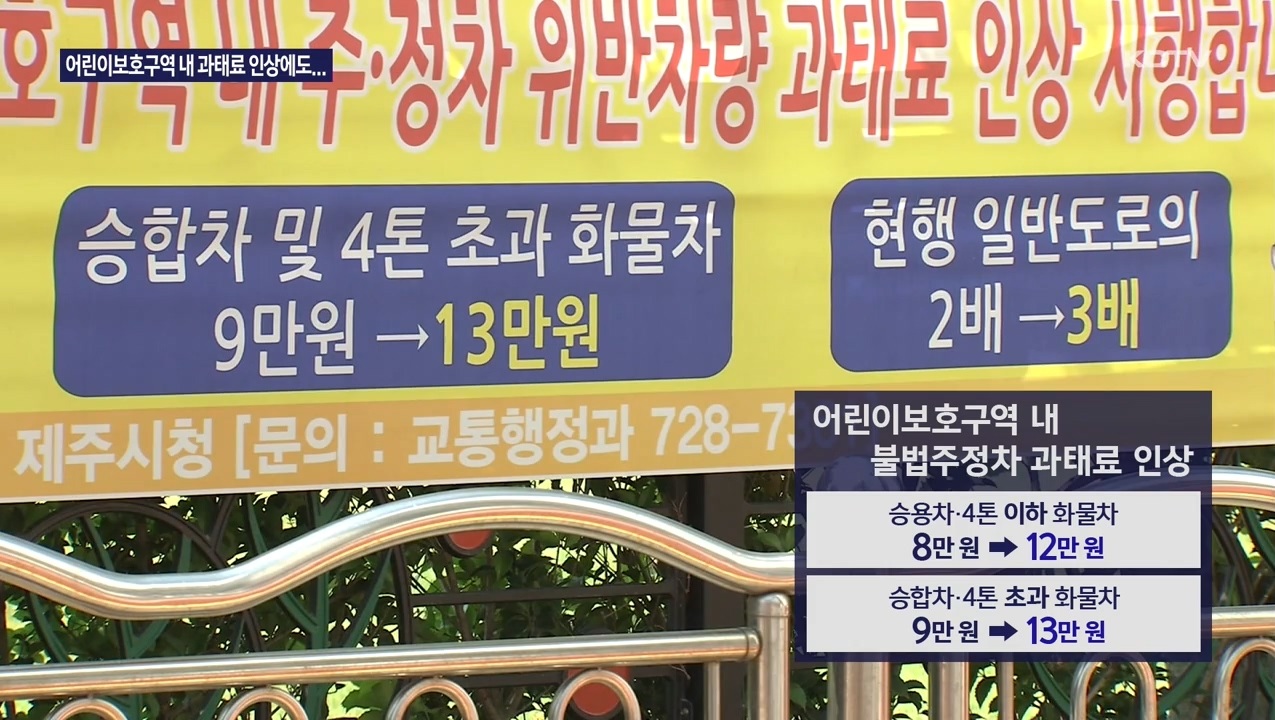 어린이보호구역 내 과태료 인상에도...
KBTV
호구역 내 주·정차 위반차량 과태료 인상 시행합니
승합차 및 4톤 초과 화물차
9만원 →13만원
현행 일반도로의
2배 →3배
제주시청 [문의 : 교통행정과 728-73
어린이보호구역 내
불법주정차 과태료 인상
승용차·4톤 이하 화물차
8만 원 ➡ 12만 원
승합차·4톤 초과 화물차
9만 원 ➡ 13만 원